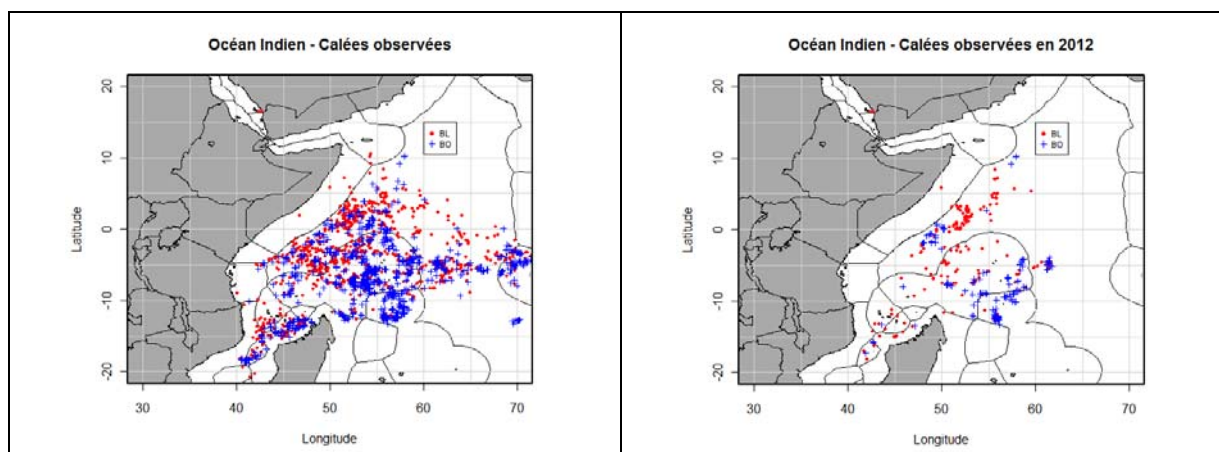 Océan Indien - Calées observées
20
10
0
-10
-20
Latitude
BL
BO
30 40 50 60 70
Longitude
Océan Indien - Calées observées en 2012
20
10
0
-10
-20
Latitude
BL
BO
30 40 50 60 70
Longitude